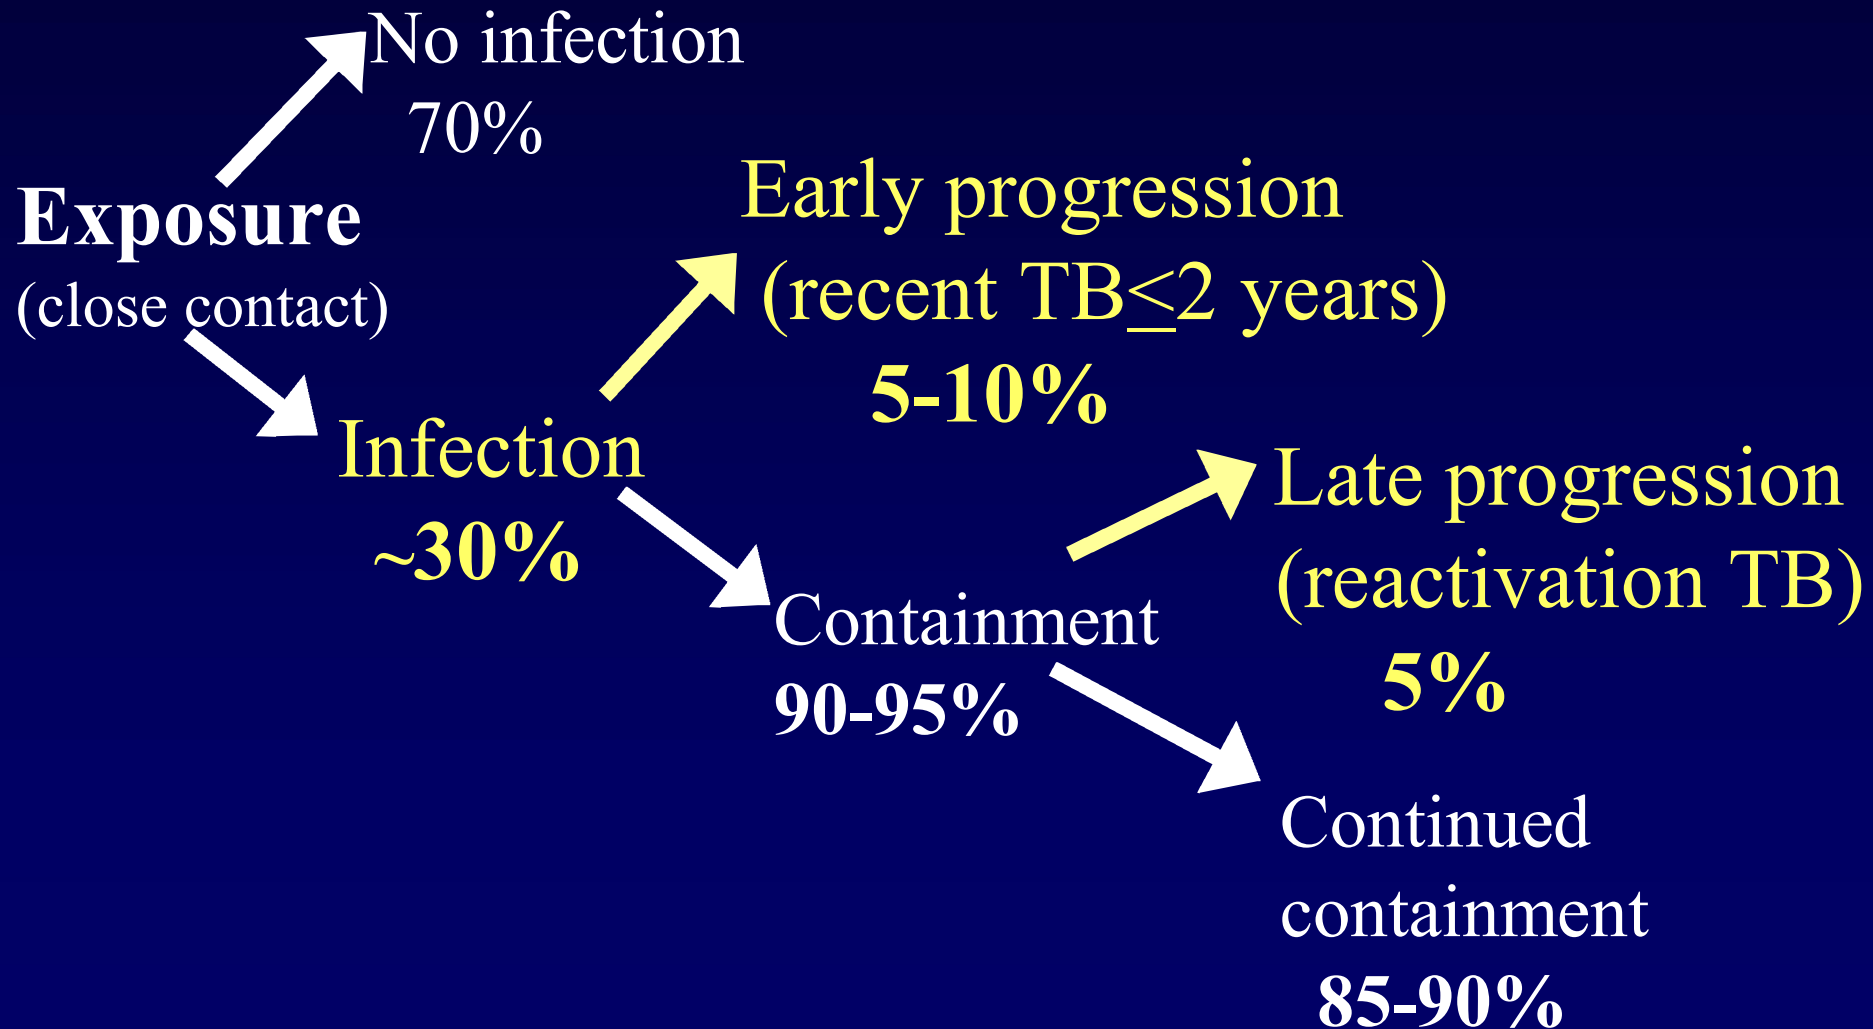 No infection
70%
Exposure
(close contact)
Early progression
(recent TB≤2 years)
5-10%
Infection
~30%
Late progression
(reactivation TB)
5%
Containment
90-95%
Continued
containment
85-90%